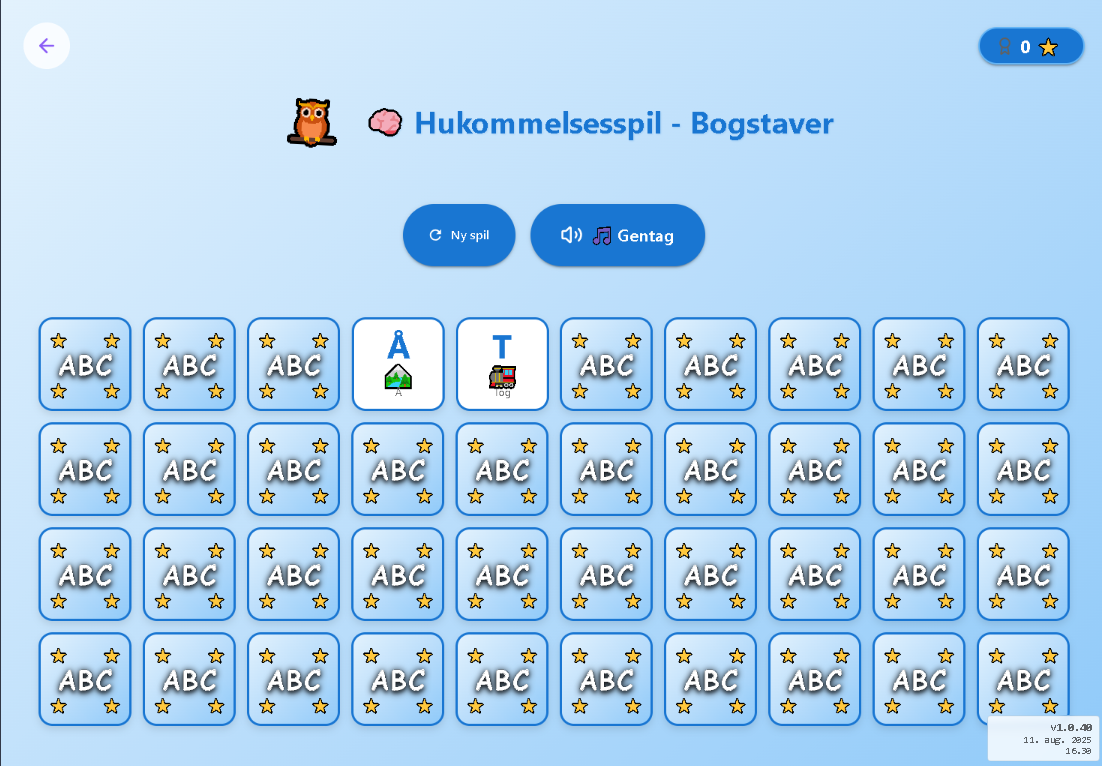 0
Hukommelsesspil - Bogstaver
Ny spil
Gentag
ABC ABC ABC Å T ABC ABC ABC ABC ABC
Å Tog
ABC ABC ABC ABC ABC ABC ABC ABC ABC ABC
ABC ABC ABC ABC ABC ABC ABC ABC ABC ABC
ABC ABC ABC ABC ABC ABC ABC ABC ABC ABC
v1.0.40
11. aug. 2025
16.30